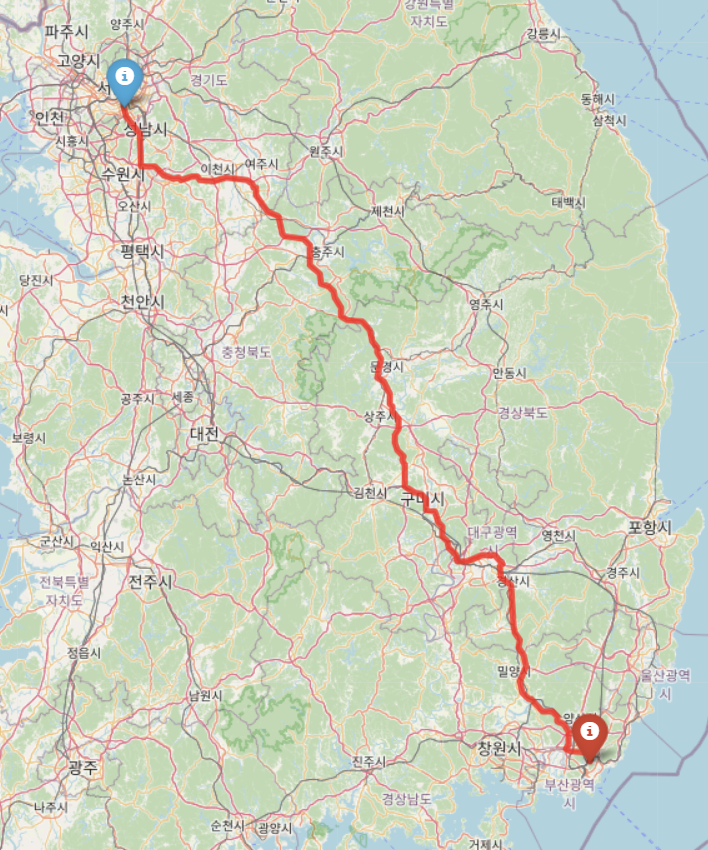 강원특별
자치도
양주시
파주시
강릉시
고양시
경기도
서
동해시
인천
삼척시
성남시
시흥시
원주시
이천시
여주시
수원시
태백시
오산시
제천시
평택시
충주시
당진시
천안시
영주시
충청북도
문경시
안동시
공주시
세종
경상북도
상주시
대전
보령시
논산시
김천시
구미시
포항시
대구광역
시
영천시
군산시
익산시
경주시
전북특별
자치도
전주시
경산시
정읍시
밀양시
울산광역
시
남원시
양
창원시
진주시
광주
부산광역
시
경상남도
나주시
순천시
광양시
거제시